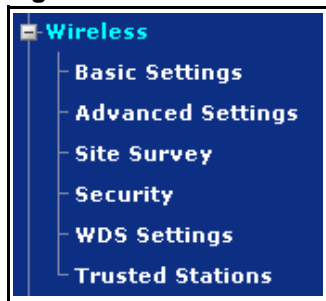 Wireless
Basic Settings
Advanced Settings
Site Survey
Security
WDS Settings
Trusted Stations